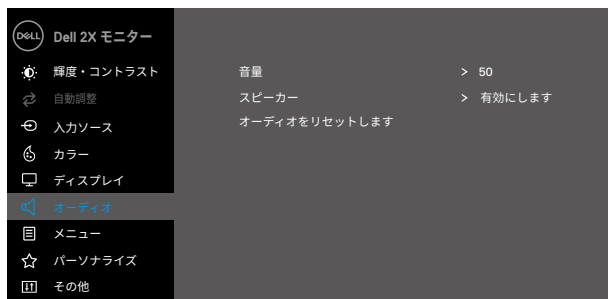 DELL
Dell 2X モニター
輝度・コントラスト
自動調整
入力ソース
カラー
ディスプレイ
オーディオ
メニュー
パーソナライズ
その他
音量 > 50
スピーカー > 有効にします
オーディオをリセットします